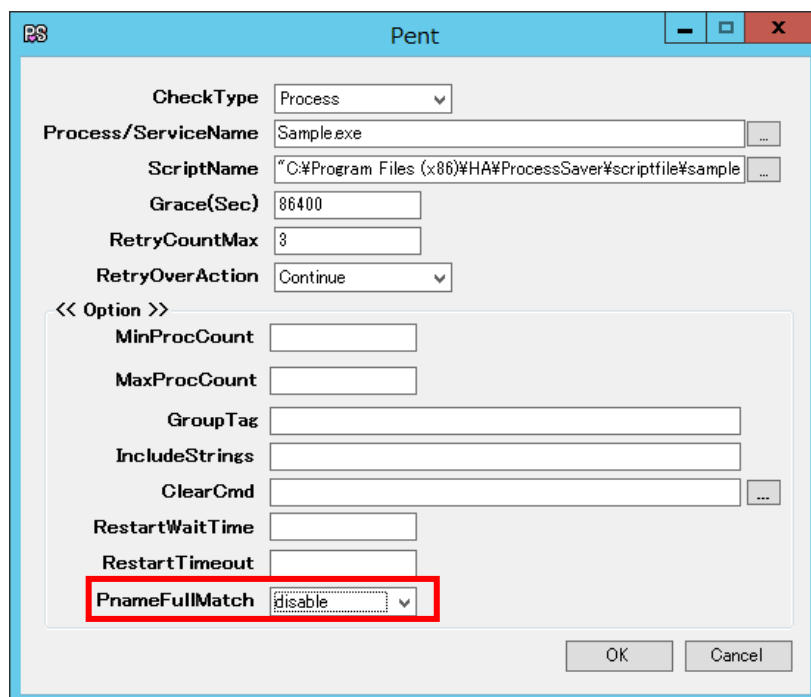 PS Pent
CheckType Process
Process/ServiceName Sample.exe ...
ScriptName "C:¥Program Files (x86)¥HA¥ProcessSaver¥scriptfile¥sample ...
Grace(Sec) 86400
RetryCountMax 3
RetryOverAction Continue
<< Option >>
MinProcCount
MaxProcCount
GroupTag
IncludeStrings
ClearCmd ...
RestartWaitTime
RestartTimeout
PnameFullMatch disable
OK Cancel